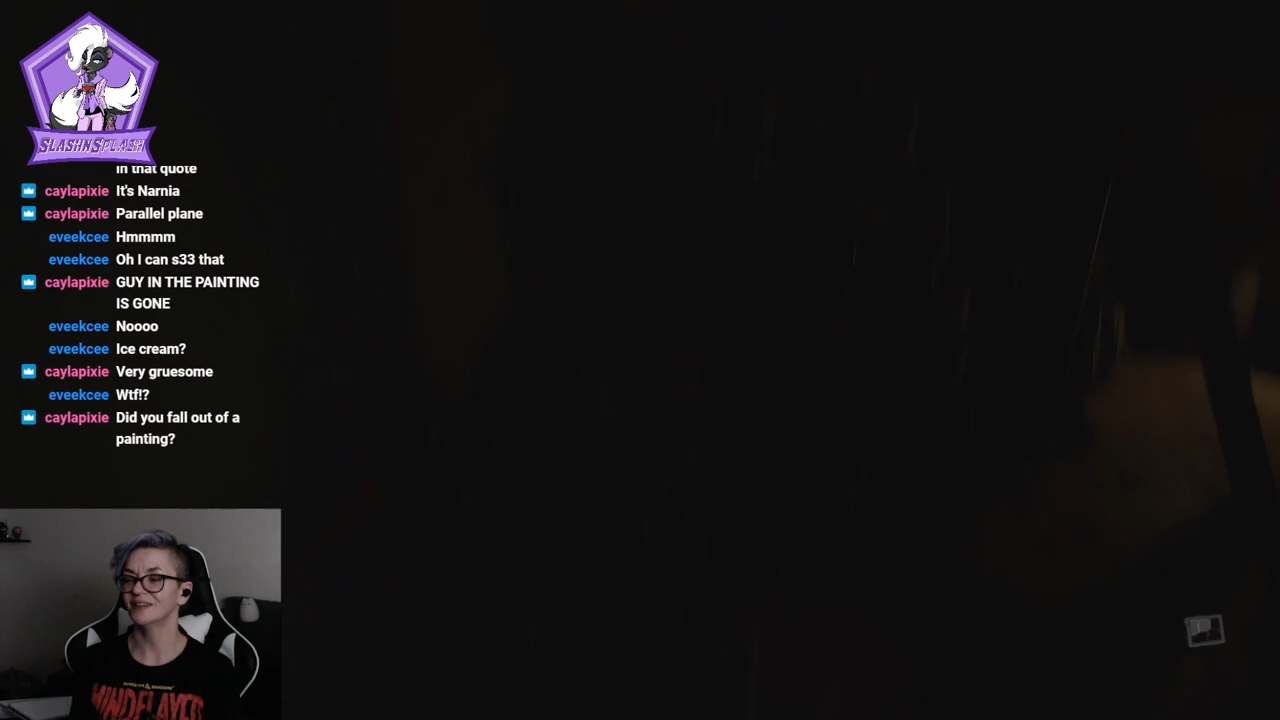 SLASHNSPLASH
in that quote
caylapixie It's Narnia
caylapixie Parallel plane
eveekcee Hmmmm
eveekcee Oh I can s33 that
caylapixie GUY IN THE PAINTING
IS GONE
eveekcee Noooo
eveekcee Ice cream?
caylapixie Very gruesome
eveekcee Wtf!?
caylapixie Did you fall out of a
painting?
DUNGEONS & DRAGONS
MINDFLAYER